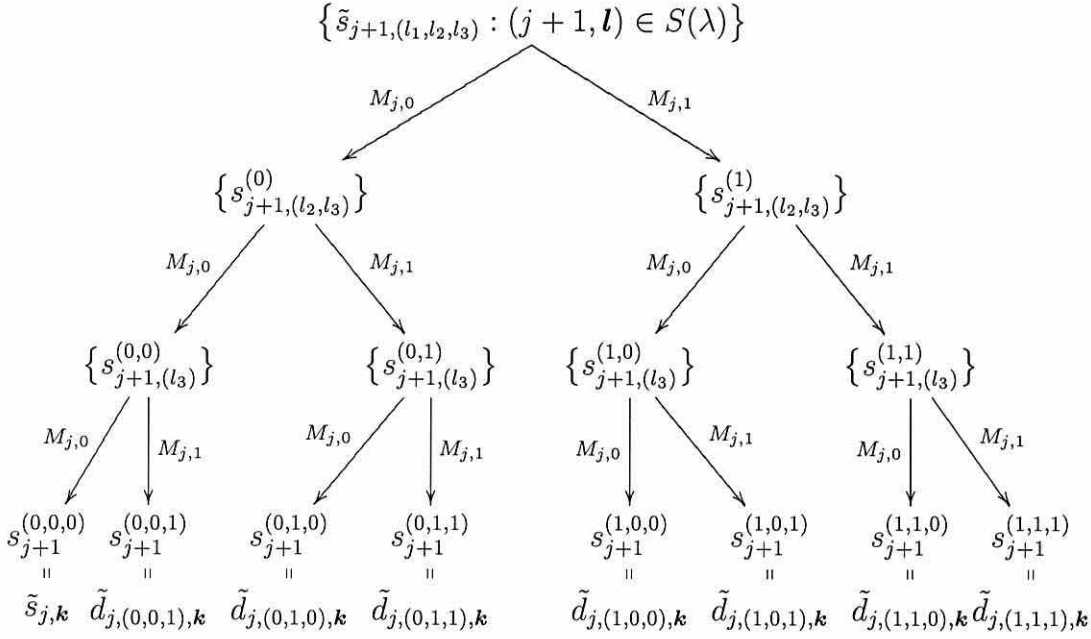 {s̃_{j+1,(l_1,l_2,l_3)} : (j + 1, l) ∈ S(λ)}
M_{j,0} M_{j,1}
{s^{(0)}_{j+1,(l_2,l_3)}} {s^{(1)}_{j+1,(l_2,l_3)}}
M_{j,0} M_{j,1} M_{j,0} M_{j,1}
{s^{(0,0)}_{j+1,(l_3)}} {s^{(0,1)}_{j+1,(l_3)}} {s^{(1,0)}_{j+1,(l_3)}} {s^{(1,1)}_{j+1,(l_3)}}
M_{j,0} M_{j,1} M_{j,0} M_{j,1} M_{j,0} M_{j,1} M_{j,0} M_{j,1}
s^{(0,0,0)}_{j+1} s^{(0,0,1)}_{j+1} s^{(0,1,0)}_{j+1} s^{(0,1,1)}_{j+1} s^{(1,0,0)}_{j+1} s^{(1,0,1)}_{j+1} s^{(1,1,0)}_{j+1} s^{(1,1,1)}_{j+1}
= = = = = = = =
s̃_{j,k} d̃_{j,(0,0,1),k} d̃_{j,(0,1,0),k} d̃_{j,(0,1,1),k} d̃_{j,(1,0,0),k} d̃_{j,(1,0,1),k} d̃_{j,(1,1,0),k} d̃_{j,(1,1,1),k}